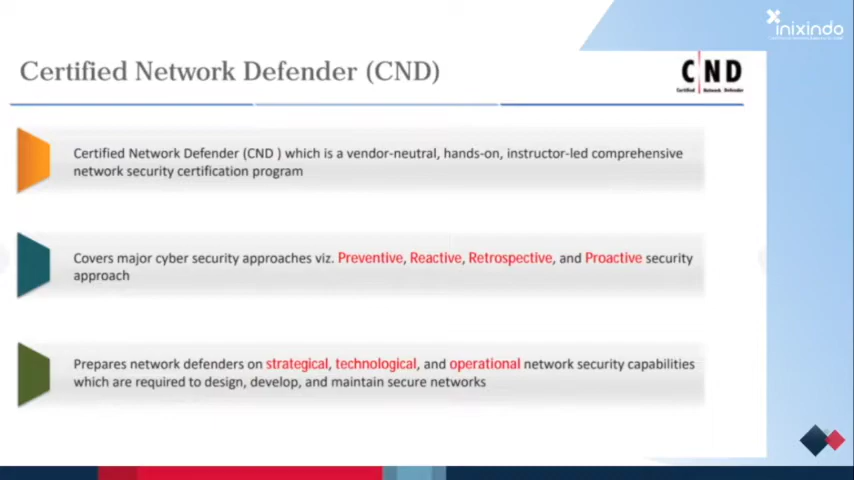 inixindo
Certified Network Defender (CND)
CND
Certified Network Defender
Certified Network Defender (CND ) which is a vendor-neutral, hands-on, instructor-led comprehensive
network security certification program
Covers major cyber security approaches viz. Preventive, Reactive, Retrospective, and Proactive security
approach
Prepares network defenders on strategical, technological, and operational network security capabilities
which are required to design, develop, and maintain secure networks